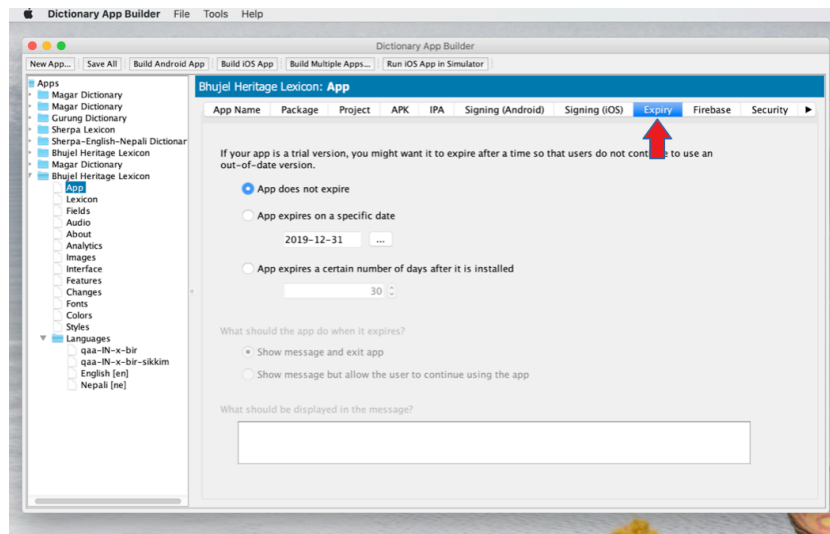 Dictionary App Builder File Tools Help
Dictionary App Builder
New App... Save All Build Android App Build iOS App Build Multiple Apps... Run iOS App in Simulator
Apps
Magar Dictionary
Magar Dictionary
Gurung Dictionary
Sherpa Lexicon
Sherpa-English-Nepali Dictionar
Bhujel Heritage Lexicon
Magar Dictionary
Bhujel Heritage Lexicon
App
Lexicon
Fields
Audio
About
Analytics
Images
Interface
Features
Changes
Fonts
Colors
Styles
Languages
qaa-IN-x-bir
qaa-IN-x-bir-sikkim
English [en]
Nepali [ne]
Bhujel Heritage Lexicon: App
App Name Package Project APK IPA Signing (Android) Signing (iOS) Expiry Firebase Security
If your app is a trial version, you might want it to expire after a time so that users do not continue to use an
out-of-date version.
App does not expire
App expires on a specific date
2019-12-31 ...
App expires a certain number of days after it is installed
30
What should the app do when it expires?
Show message and exit app
Show message but allow the user to continue using the app
What should be displayed in the message?